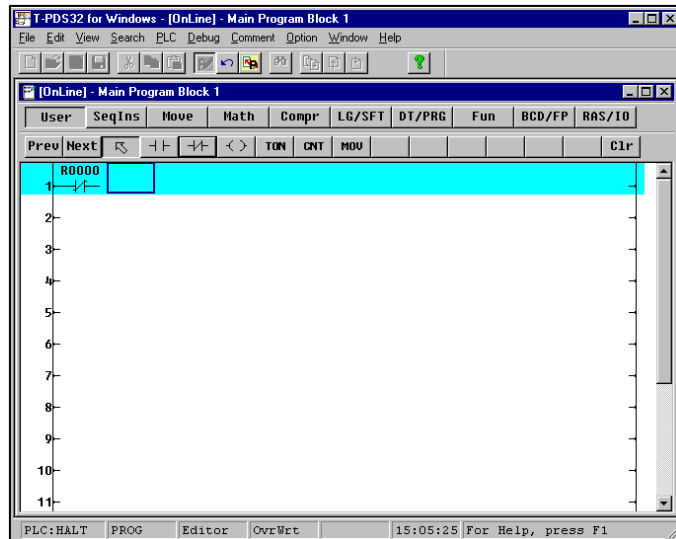 T-PDS32 for Windows - [OnLine] - Main Program Block 1
File Edit View Search PLC Debug Comment Option Window Help
[OnLine] - Main Program Block 1
User SeqIns Move Math Compr LG/SFT DT/PRG Fun BCD/FP RAS/IO
Prev Next TON CNT MOV Clr
R0000
1
2
3
4
5
6
7
8
9
10
11
PLC:HALT PROG Editor OvrWrt 15:05:25 For Help, press F1